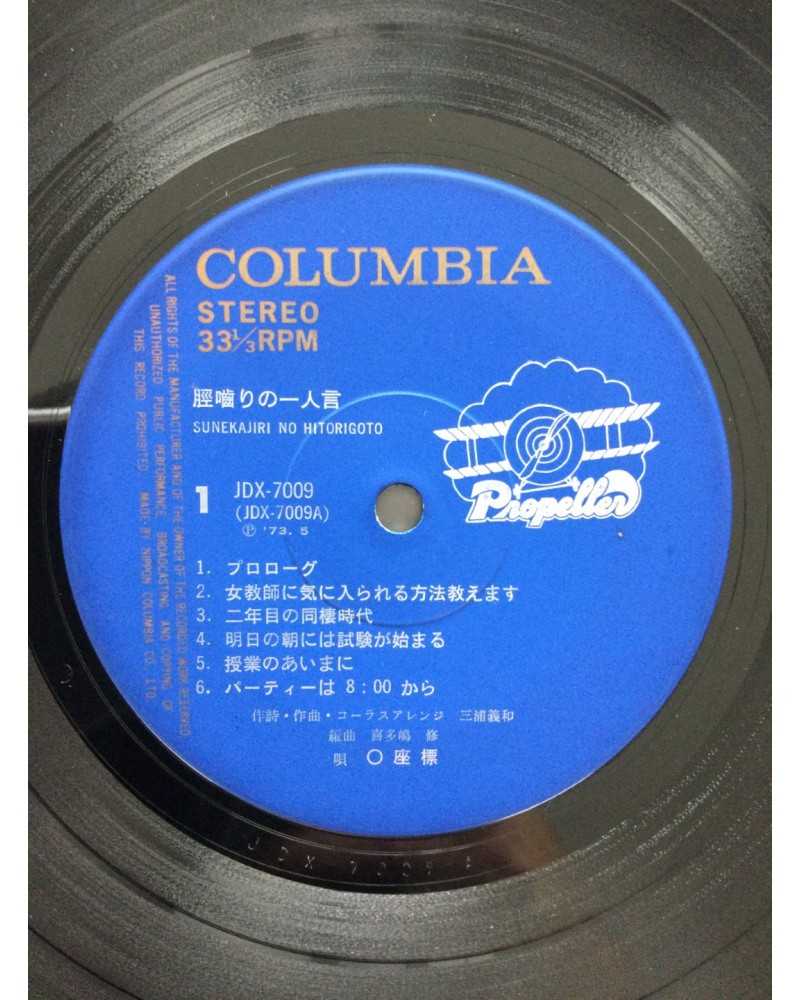 COLUMBIA
STEREO
33⅓RPM
脛嚙りの一人言
SUNEKAJIRI NO HITORIGOTO
Propeller
1
JDX-7009
(JDX-7009A)
Ⓟ '73. 5
1. プロローグ
2. 女教師に気に入られる方法教えます
3. 二年目の同棲時代
4. 明日の朝には試験が始まる
5. 授業のあいまに
6. パーティーは 8:00 から
作詩・作曲・コーラスアレンジ 三浦義和
編曲 喜多嶋 修
唄 〇座標
ALL RIGHTS OF THE MANUFACTURER AND OF THE OWNER OF THE RECORDED WORK RESERVED
UNAUTHORIZED PUBLIC PERFORMANCE BROADCASTING AND COPYING OF
THIS RECORD PROHIBITED. MADE BY NIPPON COLUMBIA CO., LTD.
JDX 7009